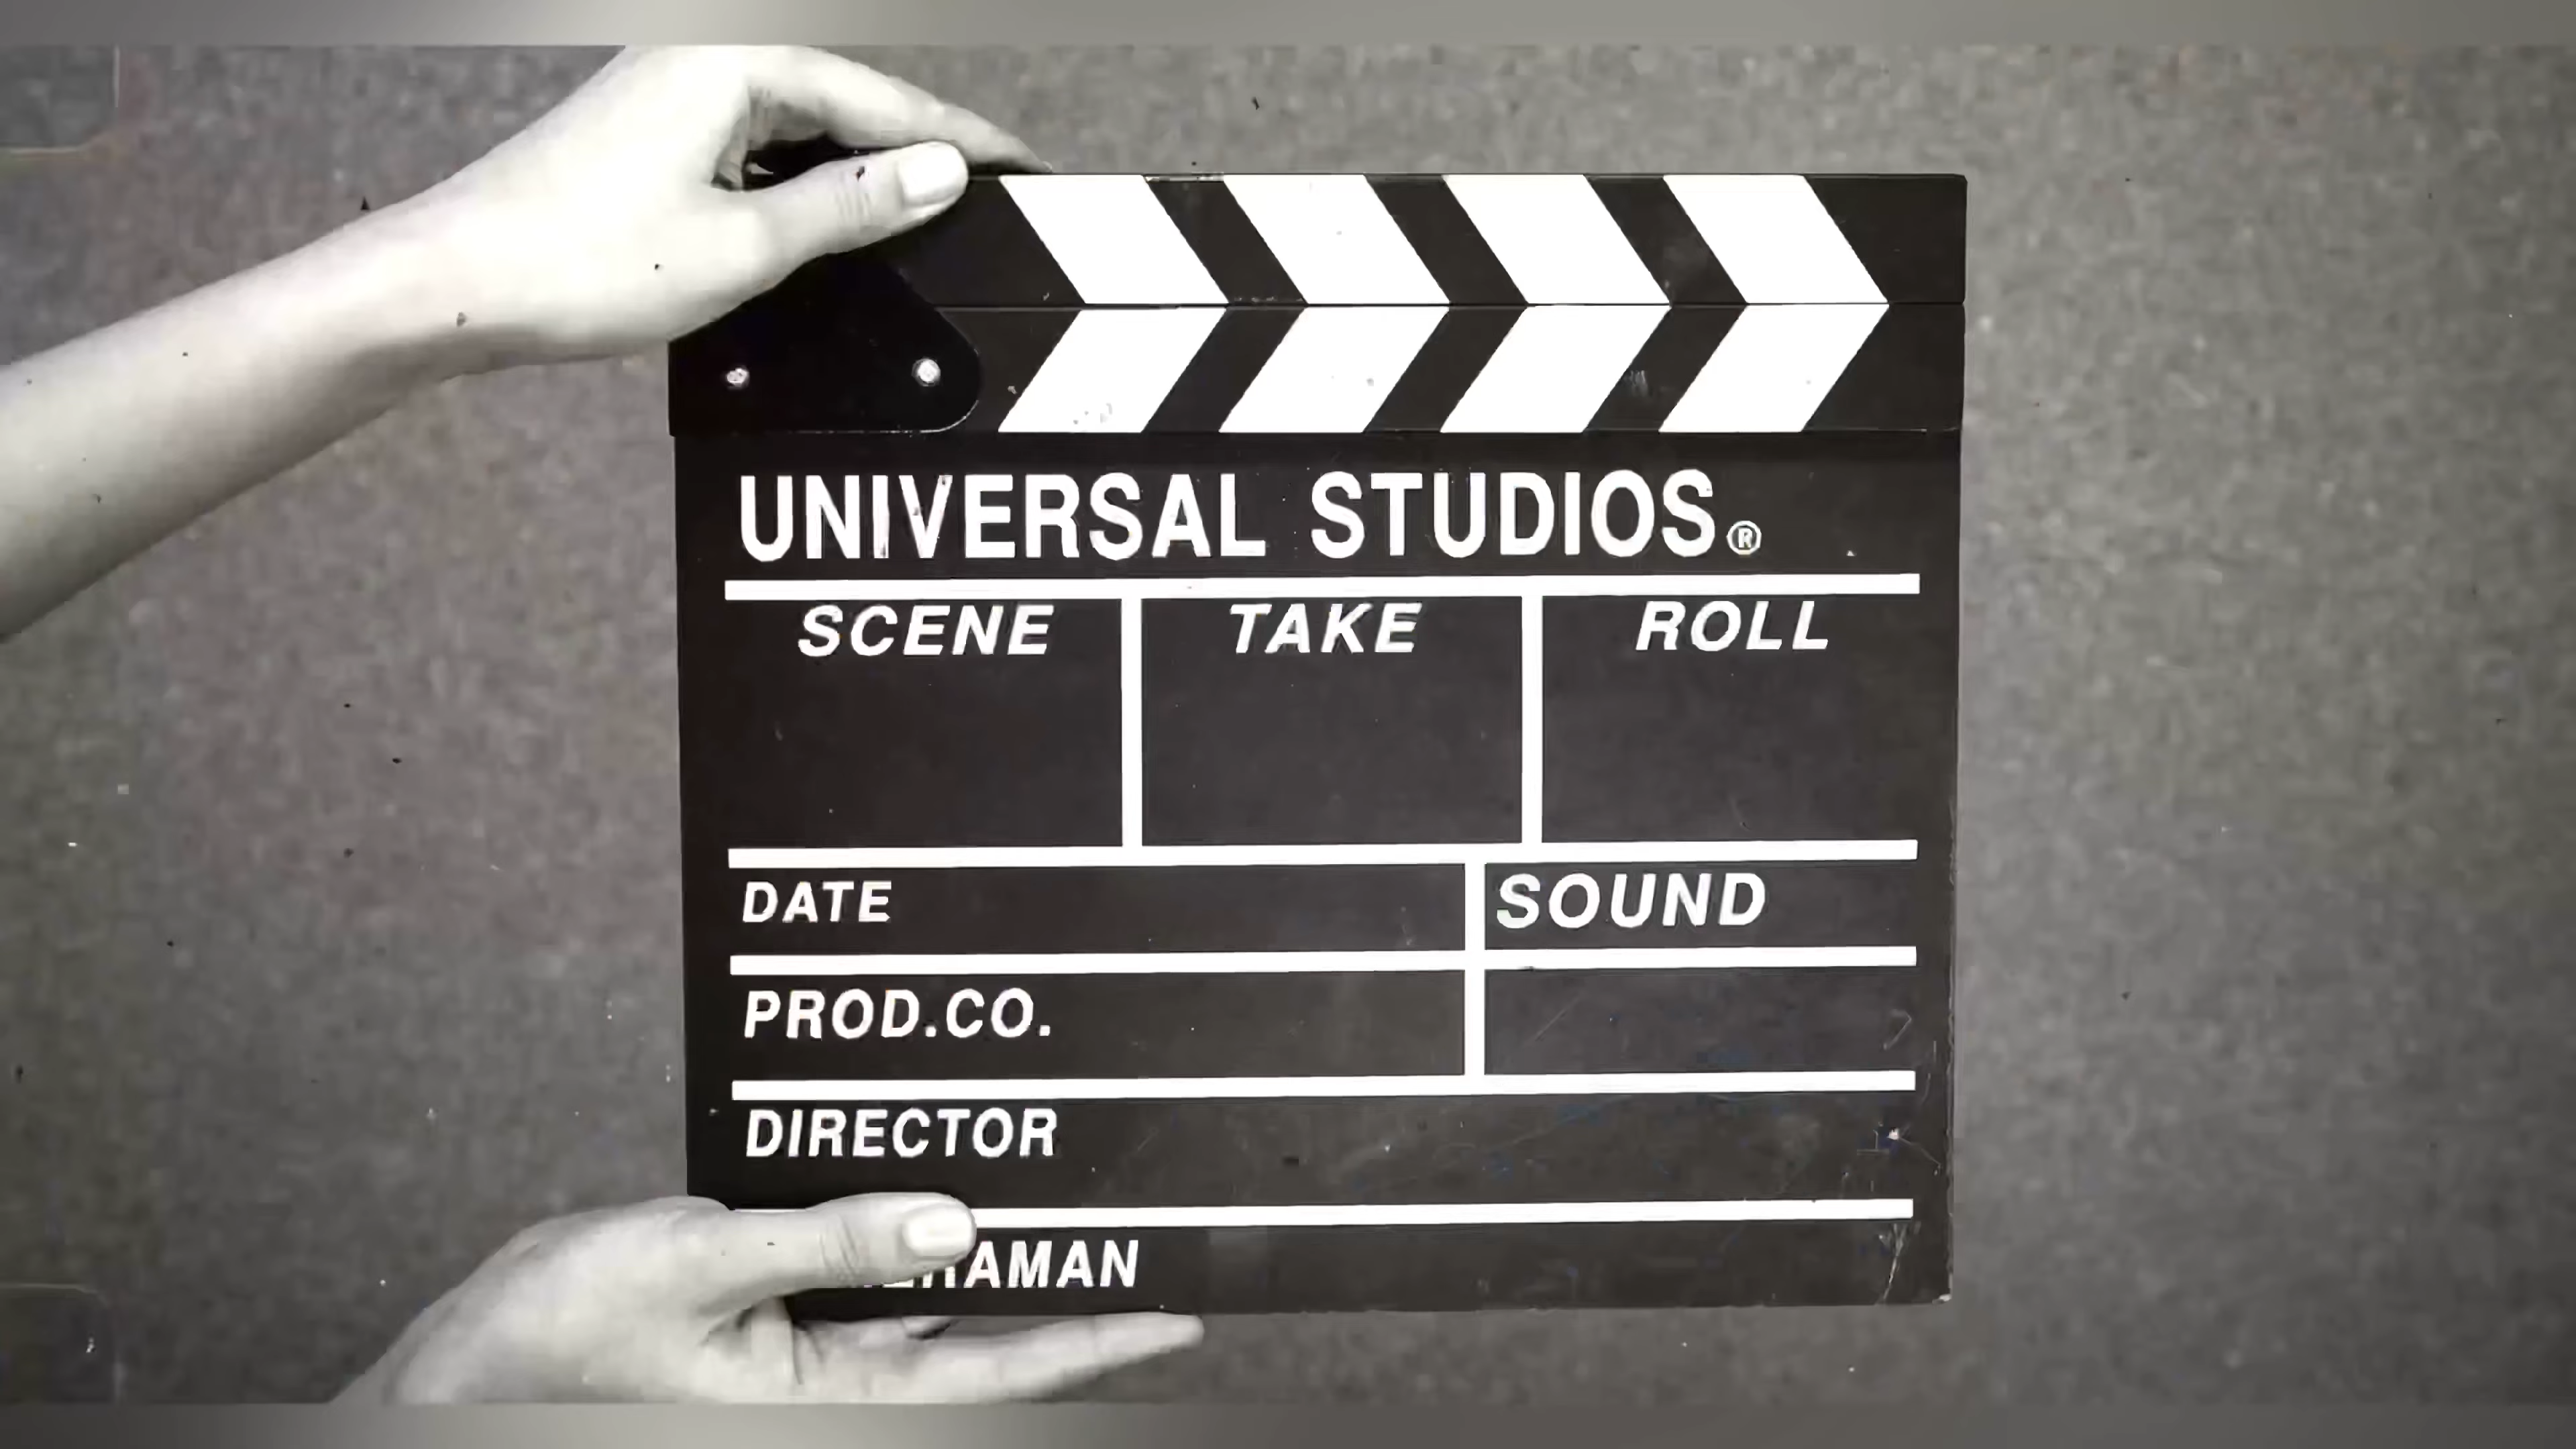 UNIVERSAL STUDIOS®
SCENE TAKE ROLL
DATE SOUND
PROD.CO.
DIRECTOR